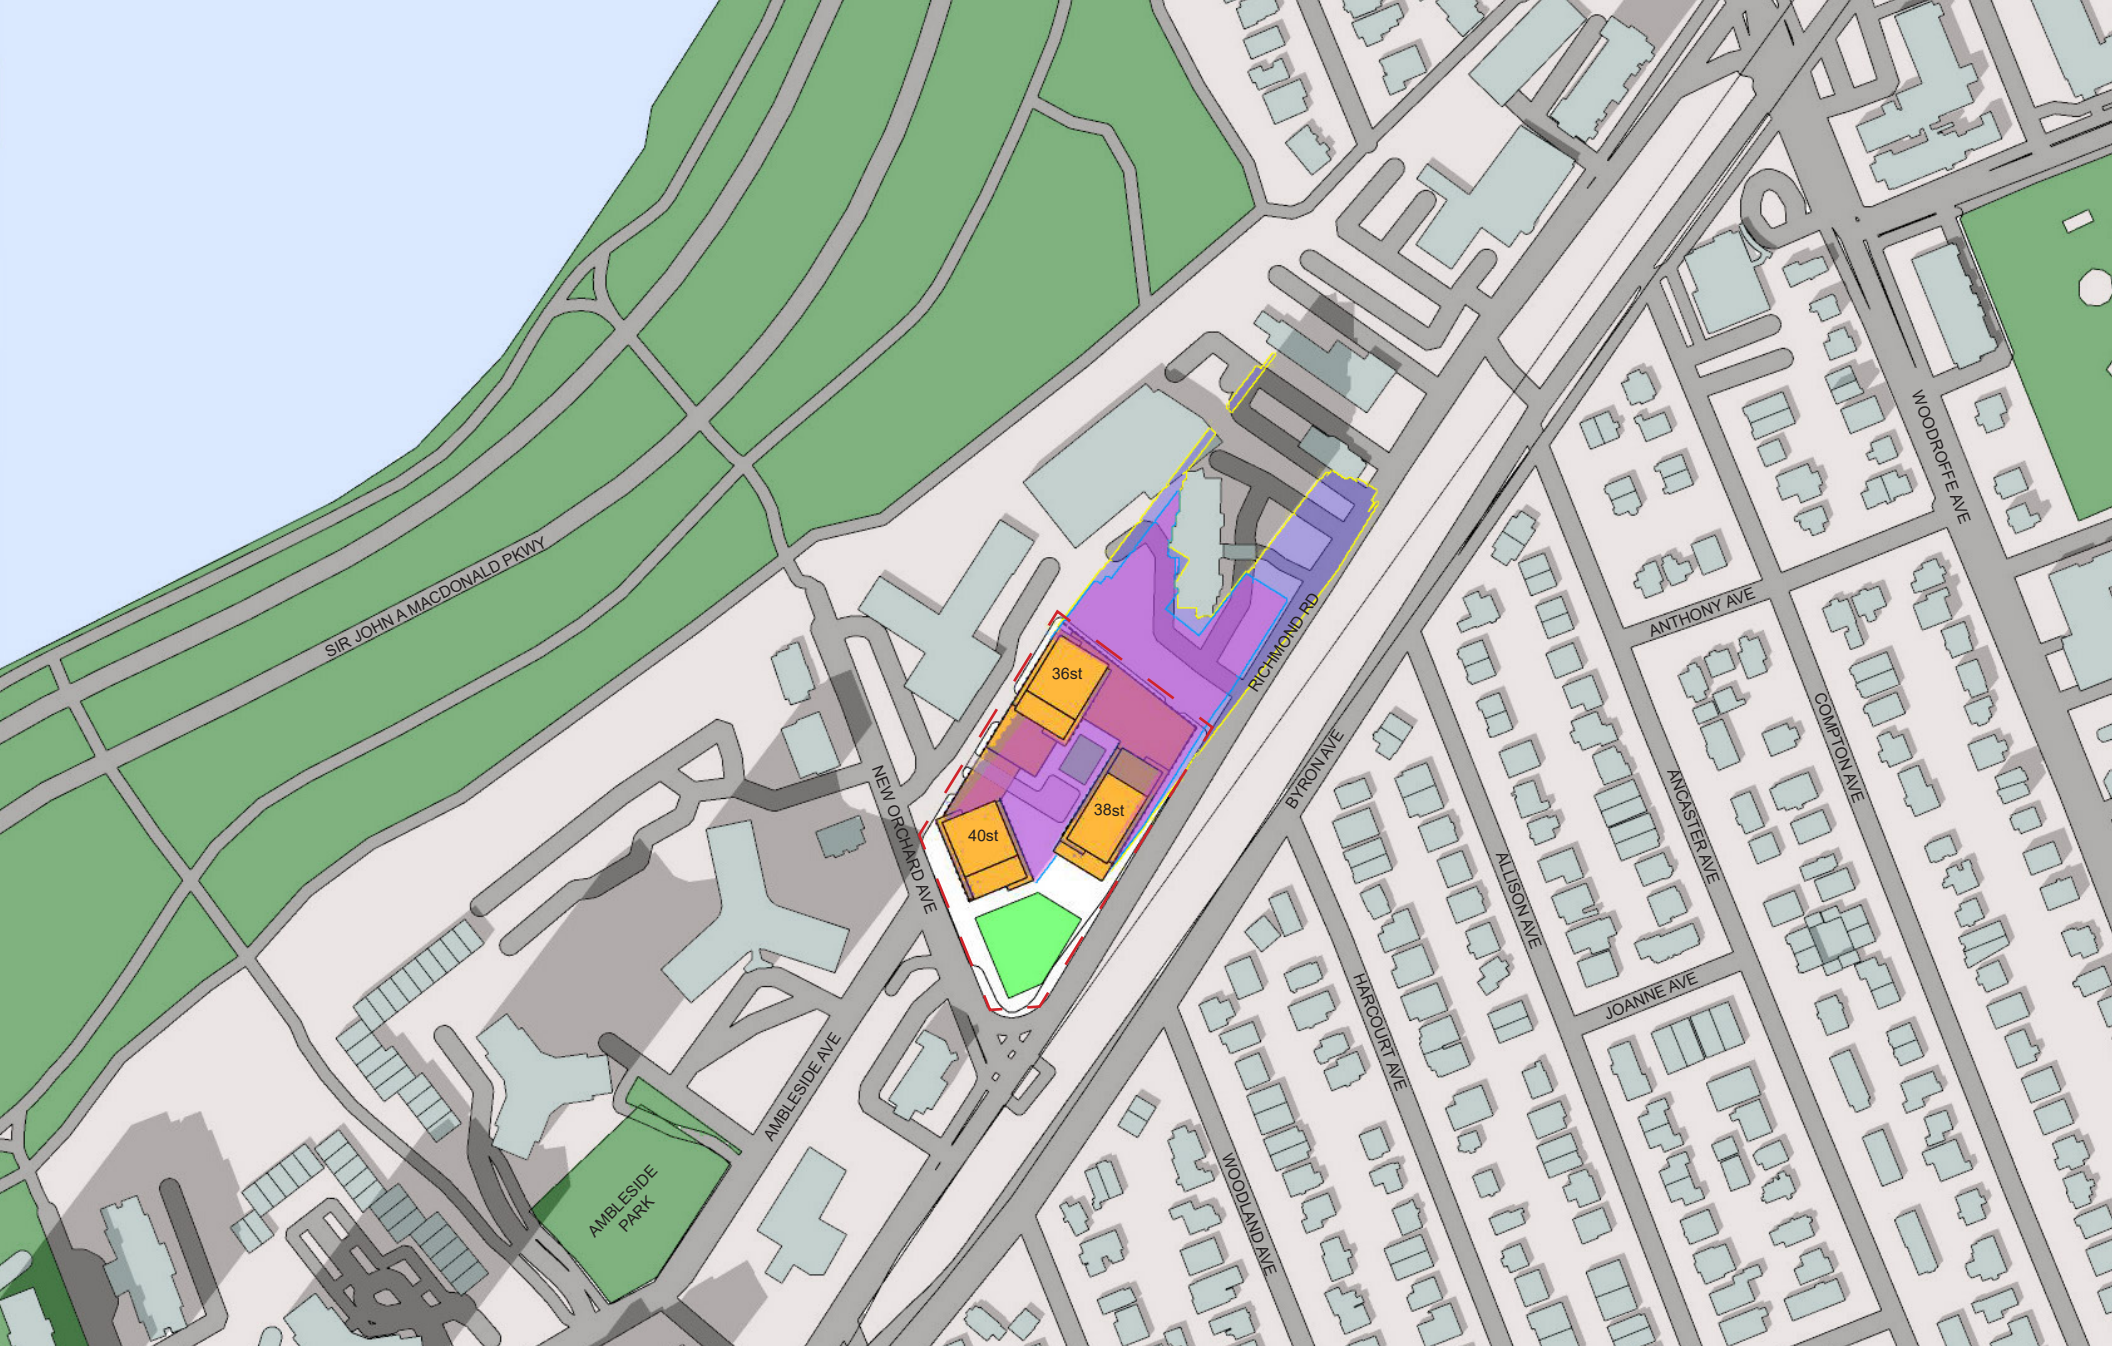 WOODROFFE AVE
SIR JOHN A MACDONALD PKWY
ANTHONY AVE
RICHMOND RD
36st
COMPTON AVE
BYRON AVE
NEW ORCHARD AVE
38st
ANCASTER AVE
40st
ALLISON AVE
JOANNE AVE
HARCOURT AVE
AMBLESIDE AVE
AMBLESIDE
PARK
WOODLAND AVE